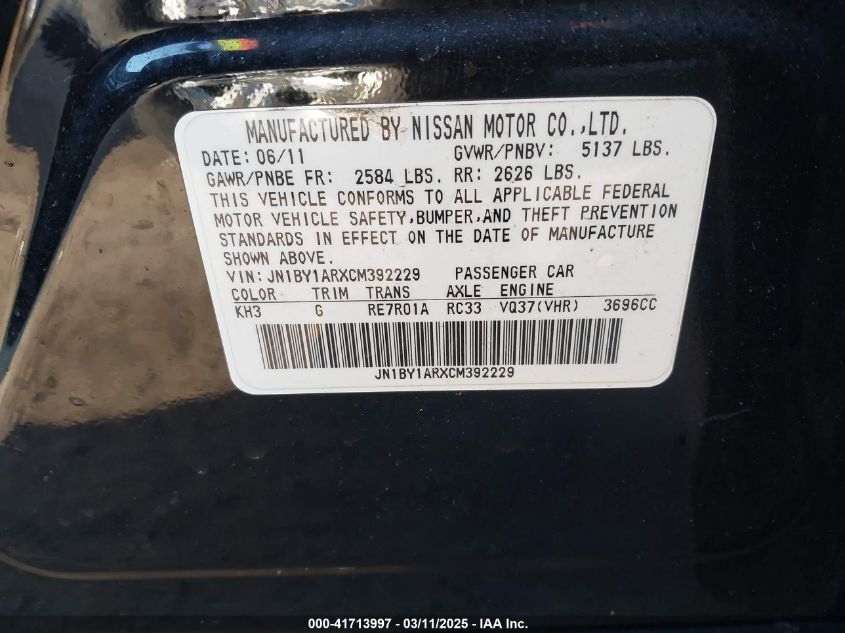 MANUFACTURED BY NISSAN MOTOR CO.,LTD.
DATE: 06/11 GVWR/PNBV: 5137 LBS.
GAWR/PNBE FR: 2584 LBS. RR: 2626 LBS.
THIS VEHICLE CONFORMS TO ALL APPLICABLE FEDERAL
MOTOR VEHICLE SAFETY,BUMPER,AND THEFT PREVENTION
STANDARDS IN EFFECT ON THE DATE OF MANUFACTURE
SHOWN ABOVE.
VIN: JN1BY1ARXCM392229 PASSENGER CAR
COLOR TRIM TRANS AXLE ENGINE
KH3 G RE7R01A RC33 VQ37(VHR) 3696CC
JN1BY1ARXCM392229
000-41713997 - 03/11/2025 - IAA Inc.